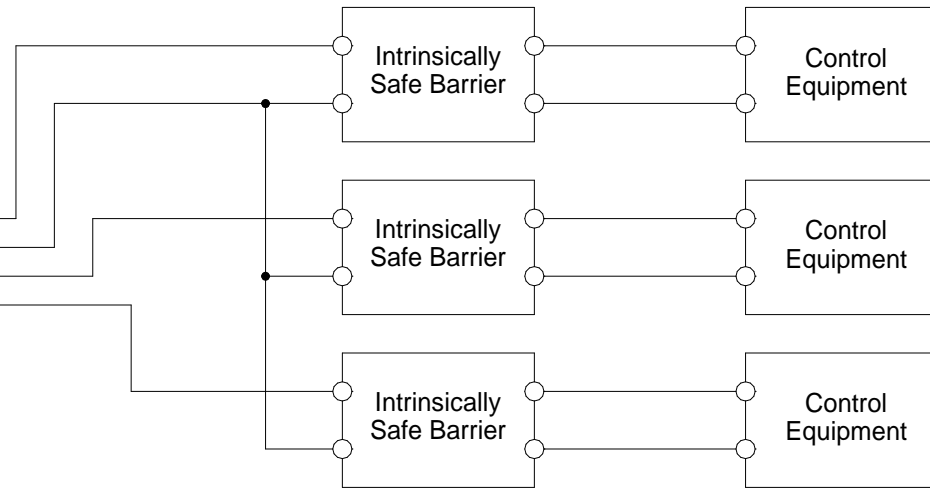 Intrinsically
Safe Barrier
Control
Equipment
Intrinsically
Safe Barrier
Control
Equipment
Intrinsically
Safe Barrier
Control
Equipment